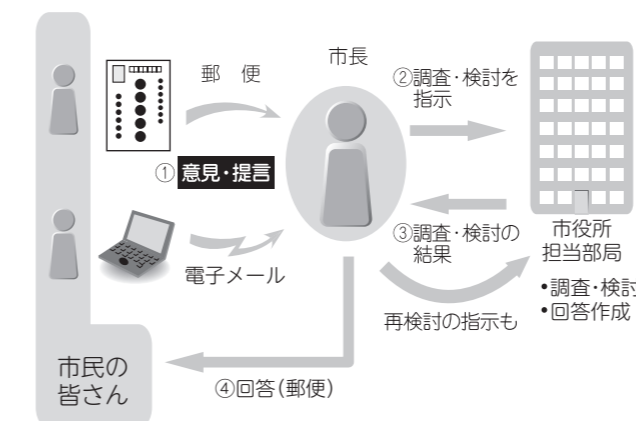 郵　便
市長
②調査・検討を
指示
① 意見・提言
③調査・検討の
結果
市役所
担当部局
•調査・検討
•回答作成
電子メール
再検討の指示も
市民の
皆さん
④回答(郵便)